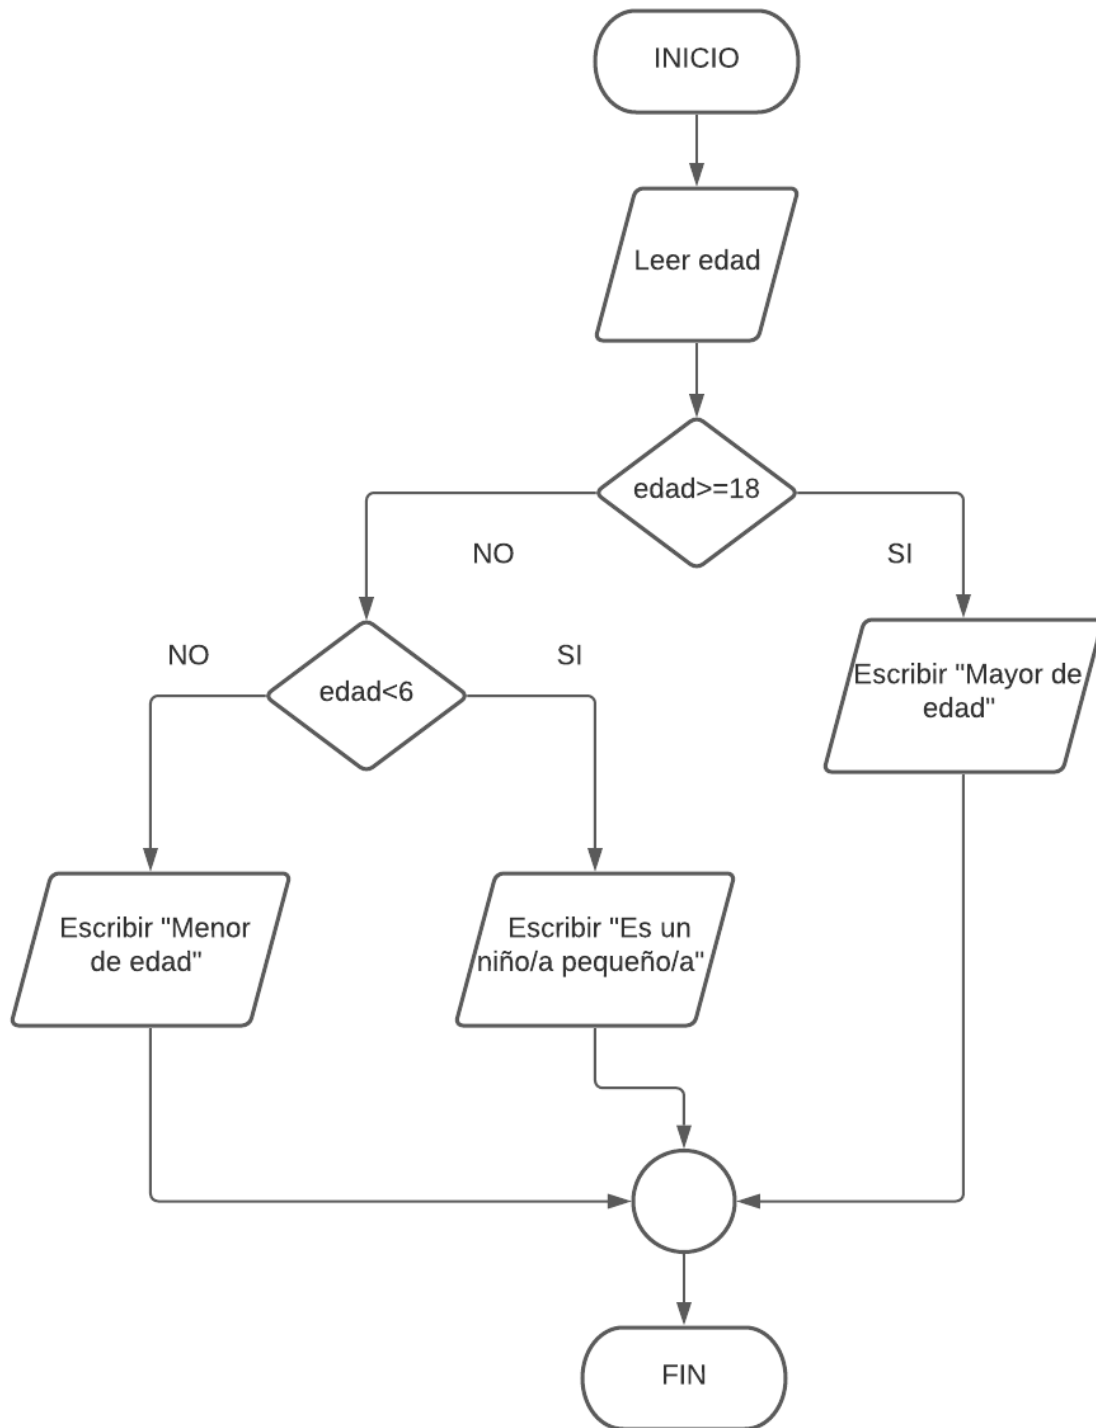 INICIO
Leer edad
edad>=18
NO
SI
NO
edad<6
SI
Escribir "Mayor de
edad"
Escribir "Menor
de edad"
Escribir "Es un
niño/a pequeño/a"
FIN